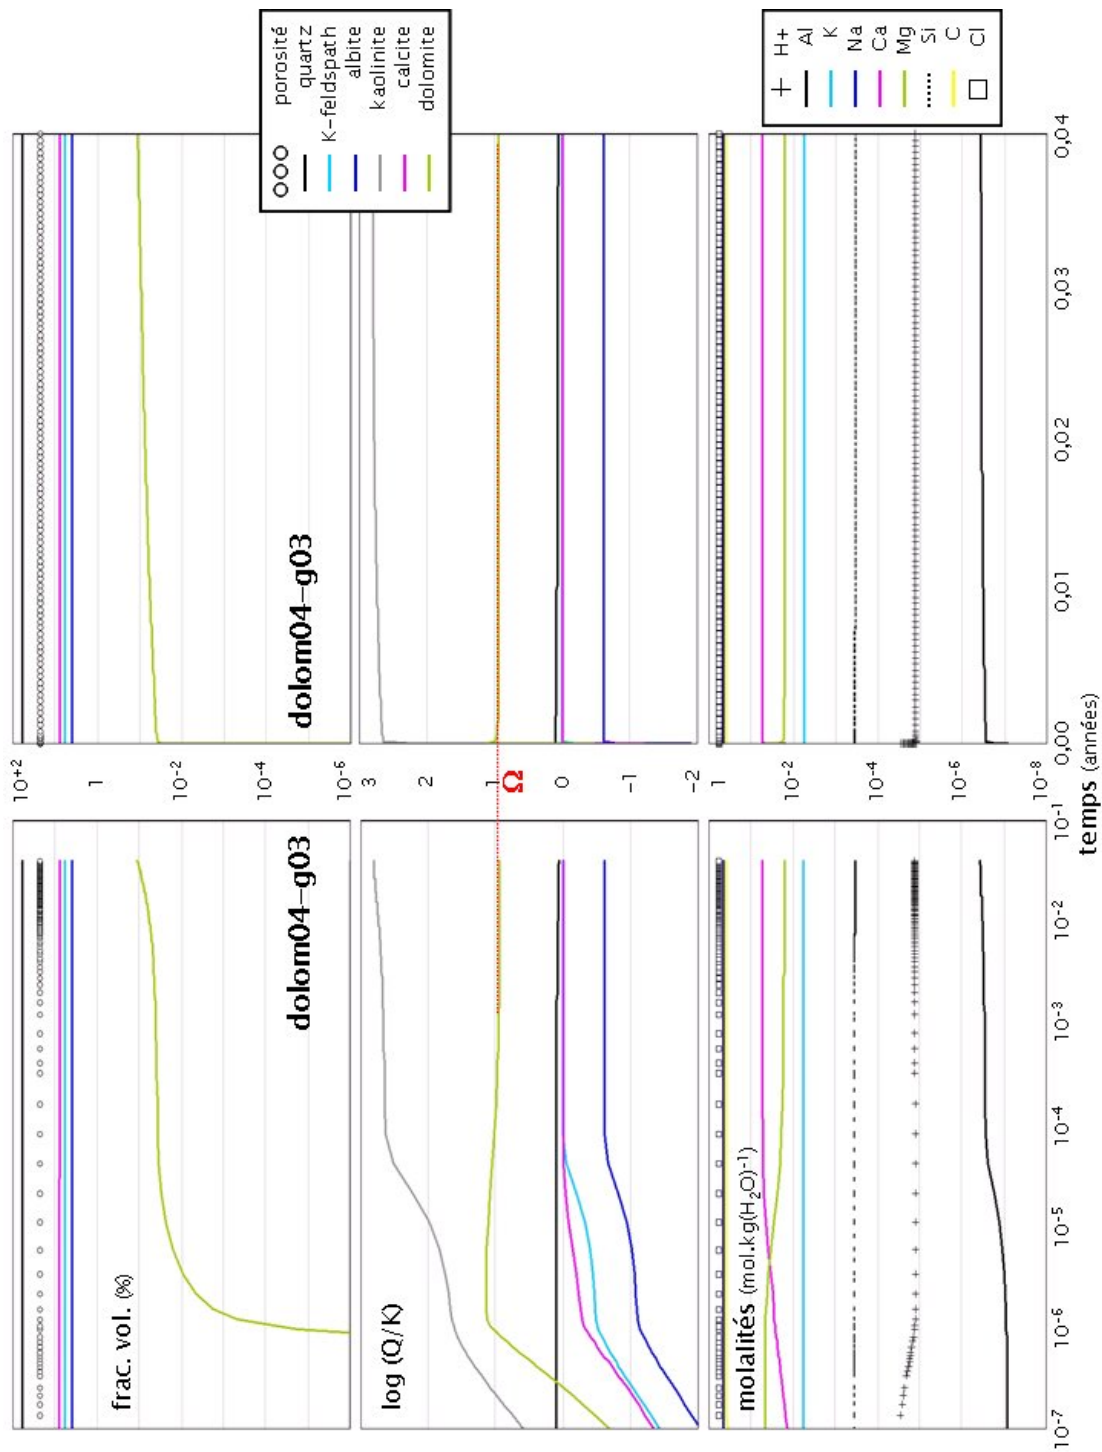 frac. vol. (%)
dolom04-g03
dolom04-g03
10+2
1
10-2
10-4
10-6
log (Q/K)
3
2
1
0
-1
-2
Ω
molalités (mol.kg(H2O)-1)
1
10-2
10-4
10-6
10-8
10-7
10-6
10-5
10-4
10-3
10-2
10-1
0,00
0,01
0,02
0,03
0,04
temps (années)
porosité
quartz
K-feldspath
albite
kaolinite
calcite
dolomite
H+
Al
K
Na
Ca
Mg
Si
C
Cl